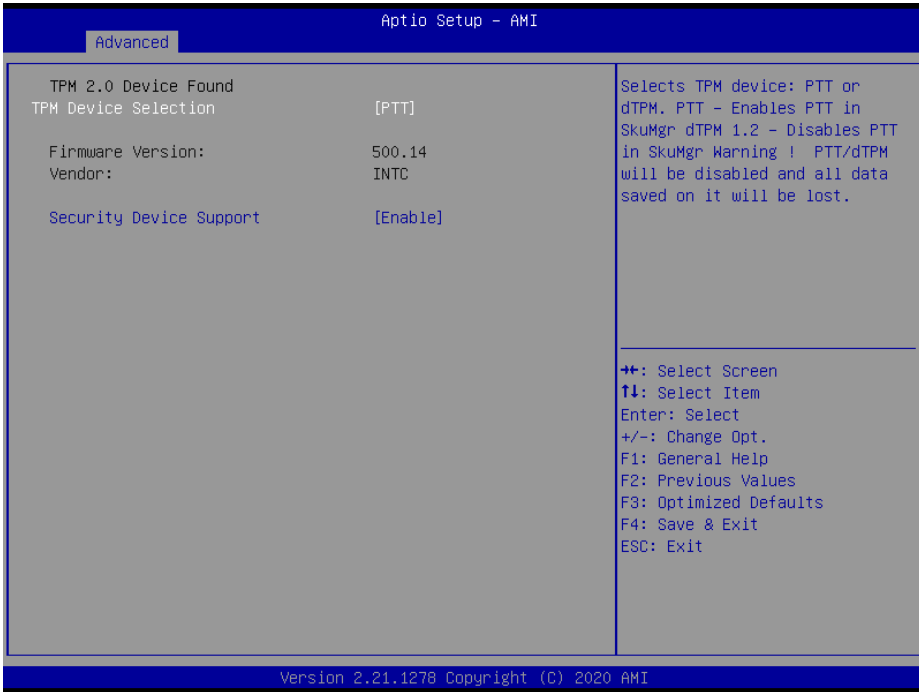 Aptio Setup – AMI
Advanced
TPM 2.0 Device Found
TPM Device Selection [PTT]
Firmware Version: 500.14
Vendor: INTC
Security Device Support [Enable]
Selects TPM device: PTT or
dTPM. PTT – Enables PTT in
SkuMgr dTPM 1.2 – Disables PTT
in SkuMgr Warning ! PTT/dTPM
will be disabled and all data
saved on it will be lost.
→←: Select Screen
↑↓: Select Item
Enter: Select
+/-: Change Opt.
F1: General Help
F2: Previous Values
F3: Optimized Defaults
F4: Save & Exit
ESC: Exit
Version 2.21.1278 Copyright (C) 2020 AMI